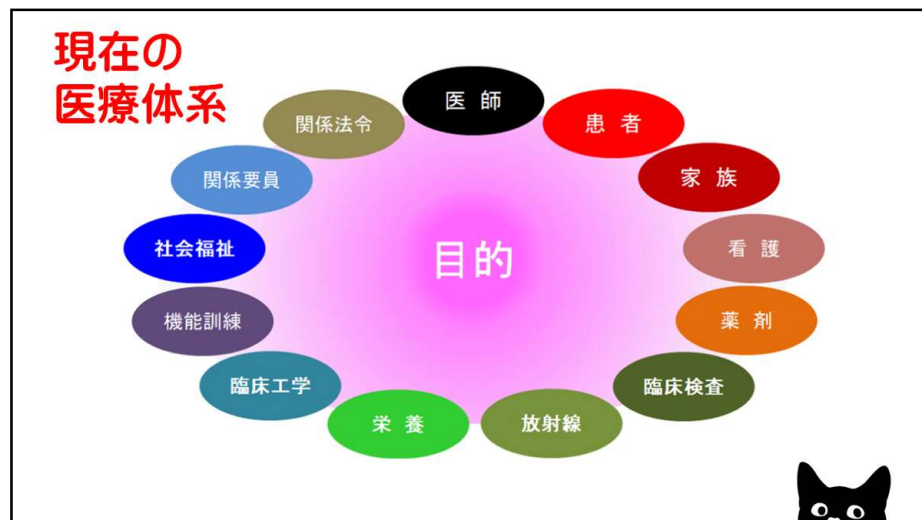 現在の
医療体系
医師
患者
家族
看護
薬剤
臨床検査
放射線
栄養
臨床工学
機能訓練
社会福祉
関係要員
関係法令
目的